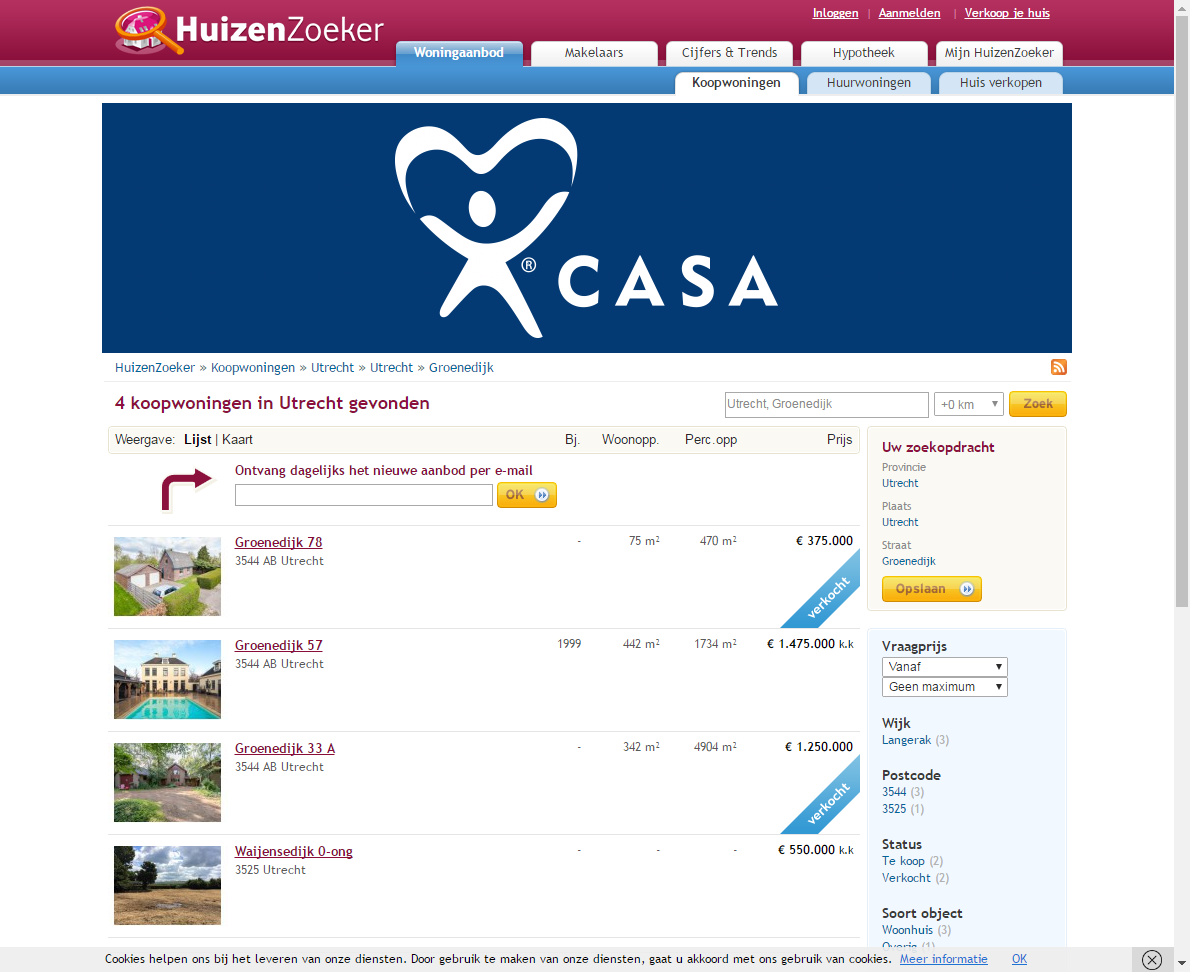 Inloggen | Aanmelden | Verkoop je huis
HuizenZoeker
Woningaanbod Makelaars Cijfers & Trends Hypotheek Mijn HuizenZoeker
Koopwoningen Huurwoningen Huis verkopen
® CASA
HuizenZoeker » Koopwoningen » Utrecht » Utrecht » Groenedijk
4 koopwoningen in Utrecht gevonden
Utrecht, Groenedijk +0 km Zoek
Weergave: Lijst | Kaart Bj. Woonopp. Perc.opp Prijs
Ontvang dagelijks het nieuwe aanbod per e-mail
OK
Groenedijk 78 - 75 m² 470 m² € 375.000
3544 AB Utrecht
verkocht
Groenedijk 57 1999 442 m² 1734 m² € 1.475.000 k.k
3544 AB Utrecht
Groenedijk 33 A - 342 m² 4904 m² € 1.250.000
3544 AB Utrecht
verkocht
Waijensedijk 0-ong - - - € 550.000 k.k
3525 Utrecht
Uw zoekopdracht
Provincie
Utrecht
Plaats
Utrecht
Straat
Groenedijk
Opslaan
Vraagprijs
Vanaf
Geen maximum
Wijk
Langerak (3)
Postcode
3544 (3)
3525 (1)
Status
Te koop (2)
Verkocht (2)
Soort object
Woonhuis (3)
Overig (1)
Cookies helpen ons bij het leveren van onze diensten. Door gebruik te maken van onze diensten, gaat u akkoord met ons gebruik van cookies. Meer informatie OK